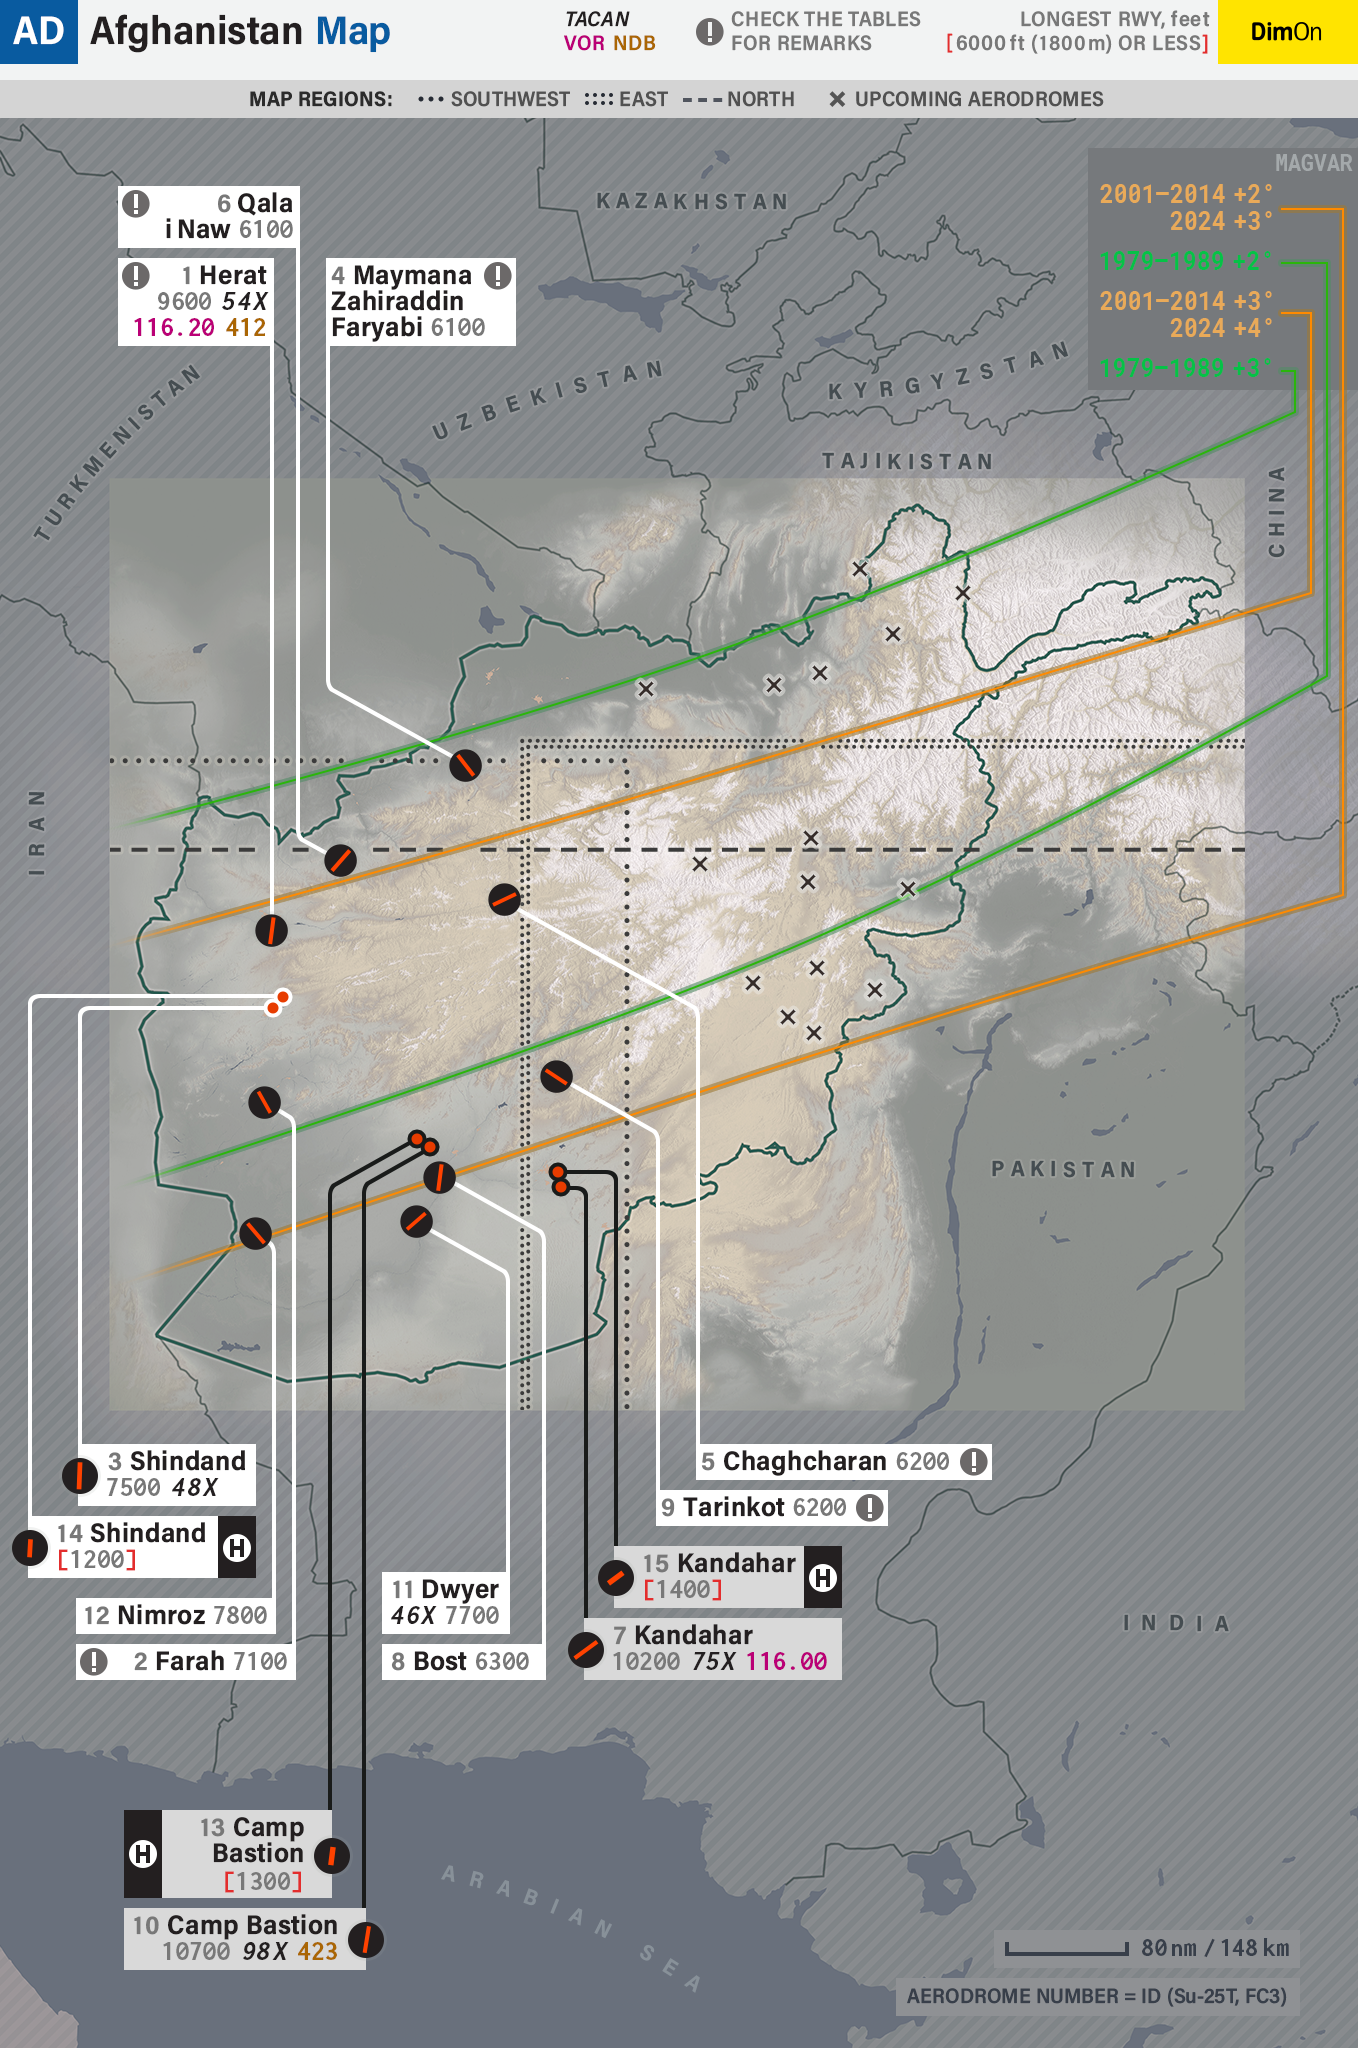 AD Afghanistan Map
TACAN
VOR NDB
! CHECK THE TABLES
FOR REMARKS
LONGEST RWY, feet
[6000 ft (1800 m) OR LESS]
DimOn
MAP REGIONS: SOUTHWEST EAST NORTH UPCOMING AERODROMES
MAGVAR
2001–2014 +2°
2024 +3°
1979–1989 +2°
2001–2014 +3°
2024 +4°
1979–1989 +3°
KAZAKHSTAN
UZBEKISTAN
KYRGYZSTAN
TURKMENISTAN
TAJIKISTAN
CHINA
IRAN
PAKISTAN
INDIA
ARABIAN SEA
! 6 Qala
i Naw 6100
! 1 Herat
9600 54X
116.20 412
4 Maymana !
Zahiraddin
Faryabi 6100
3 Shindand
7500 48X
14 Shindand H
[1200]
12 Nimroz 7800
! 2 Farah 7100
5 Chaghcharan 6200 !
9 Tarinkot 6200 !
15 Kandahar H
[1400]
7 Kandahar
10200 75X 116.00
11 Dwyer
46X 7700
8 Bost 6300
H 13 Camp
Bastion
[1300]
10 Camp Bastion
10700 98X 423
80 nm / 148 km
AERODROME NUMBER = ID (Su-25T, FC3)